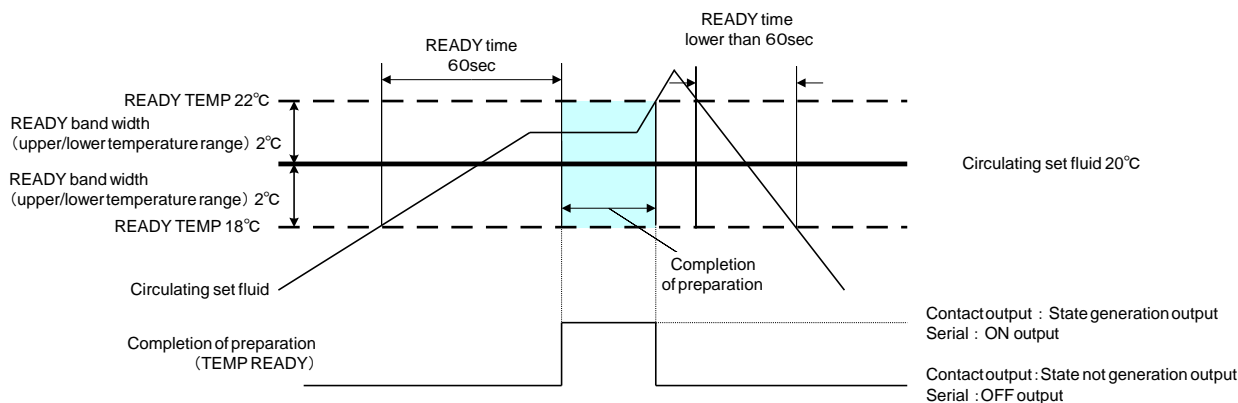 READY time
lower than 60sec
READY time
60sec
READY TEMP 22°C
READY band width
(upper/lower temperature range) 2°C
Circulating set fluid 20°C
READY band width
(upper/lower temperature range) 2°C
READY TEMP 18°C
Completion
of preparation
Circulating set fluid
Contact output : State generation output
Serial : ON output
Completion of preparation
(TEMP READY)
Contact output : State not generation output
Serial : OFF output